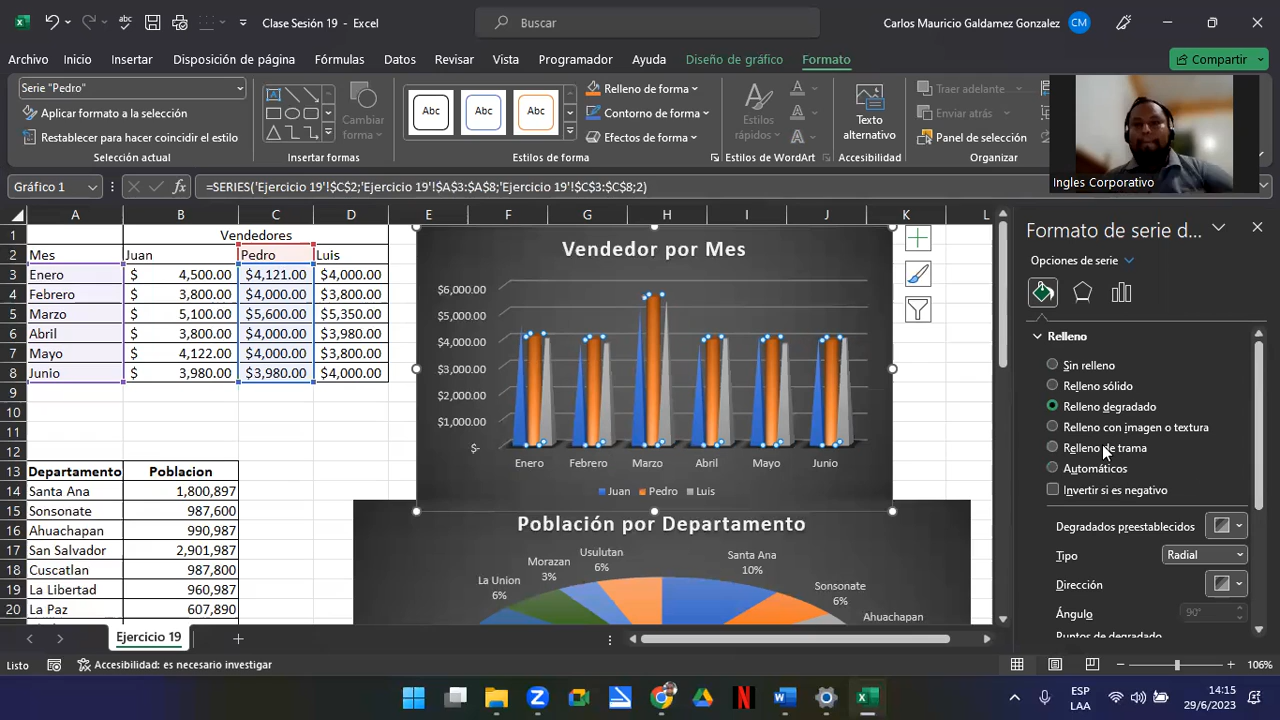 Clase Sesión 19 - Excel
Buscar
Carlos Mauricio Galdamez Gonzalez
CM
Archivo Inicio Insertar Disposición de página Fórmulas Datos Revisar Vista Programador Ayuda Diseño de gráfico Formato
Compartir
Serie "Pedro"
Aplicar formato a la selección
Restablecer para hacer coincidir el estilo
Selección actual
Cambiar forma
Insertar formas
Abc Abc Abc
Relleno de forma
Contorno de forma
Efectos de forma
Estilos de forma
Estilos rápidos
Estilos de WordArt
Texto alternativo
Accesibilidad
Traer adelante
Enviar atrás
Panel de selección
Organizar
Ingles Corporativo
Gráfico 1
=SERIES('Ejercicio 19'!$C$2;'Ejercicio 19'!$A$3:$A$8;'Ejercicio 19'!$C$3:$C$8;2)
A B C D E F G H I J K L
1 Vendedores
2 Mes Juan Pedro Luis
3 Enero $ 4,500.00 $4,121.00 $4,000.00
4 Febrero $ 3,800.00 $4,000.00 $3,800.00
5 Marzo $ 5,100.00 $5,600.00 $5,350.00
6 Abril $ 3,800.00 $4,000.00 $3,980.00
7 Mayo $ 4,122.00 $4,000.00 $3,800.00
8 Junio $ 3,980.00 $3,980.00 $4,000.00
9
10
11
12
13 Departamento Poblacion
14 Santa Ana 1,800,897
15 Sonsonate 987,600
16 Ahuachapan 990,987
17 San Salvador 2,901,987
18 Cuscatlan 987,800
19 La Libertad 960,987
20 La Paz 607,890
Vendedor por Mes
$6,000.00
$5,000.00
$4,000.00
$3,000.00
$2,000.00
$1,000.00
$-
Enero Febrero Marzo Abril Mayo Junio
Juan Pedro Luis
Población por Departamento
Usulutan 6%
Morazan 3%
La Union 6%
Santa Ana 10%
Sonsonate 6%
Ahuachapan
Formato de serie d...
Opciones de serie
Relleno
Sin relleno
Relleno sólido
Relleno degradado
Relleno con imagen o textura
Relleno de trama
Automáticos
Invertir si es negativo
Degradados preestablecidos
Tipo Radial
Dirección
Ángulo 90°
Puntos de degradado
Ejercicio 19
Listo
Accesibilidad: es necesario investigar
106%
ESP
LAA
14:15
29/6/2023